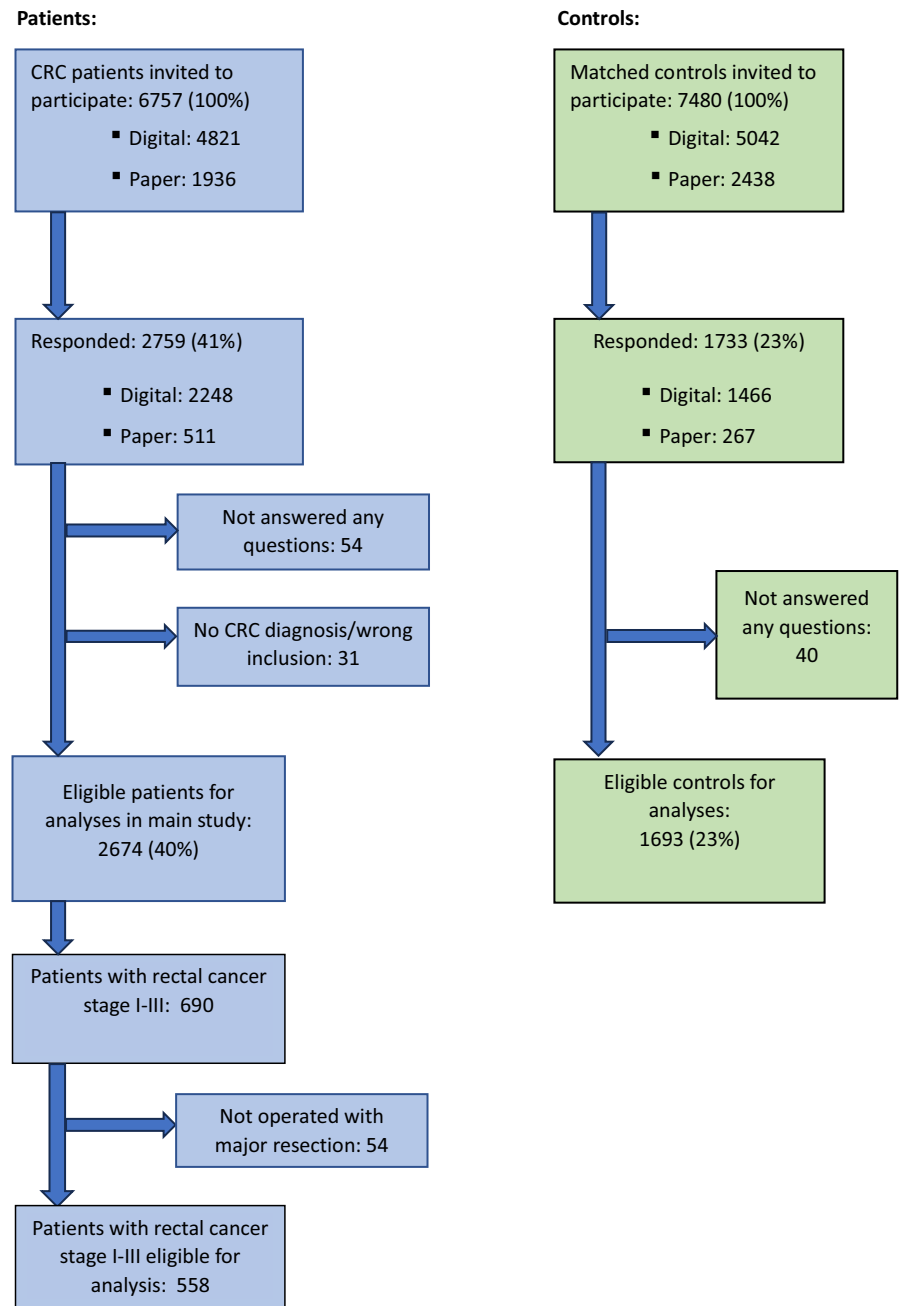 Patients:
CRC patients invited to
participate: 6757 (100%)
▪ Digital: 4821
▪ Paper: 1936
Responded: 2759 (41%)
▪ Digital: 2248
▪ Paper: 511
Not answered any
questions: 54
No CRC diagnosis/wrong
inclusion: 31
Eligible patients for
analyses in main study:
2674 (40%)
Patients with rectal cancer
stage I-III: 690
Not operated with
major resection: 54
Patients with rectal cancer
stage I-III eligible for
analysis: 558
Controls:
Matched controls invited to
participate: 7480 (100%)
▪ Digital: 5042
▪ Paper: 2438
Responded: 1733 (23%)
▪ Digital: 1466
▪ Paper: 267
Not answered
any questions:
40
Eligible controls for
analyses:
1693 (23%)